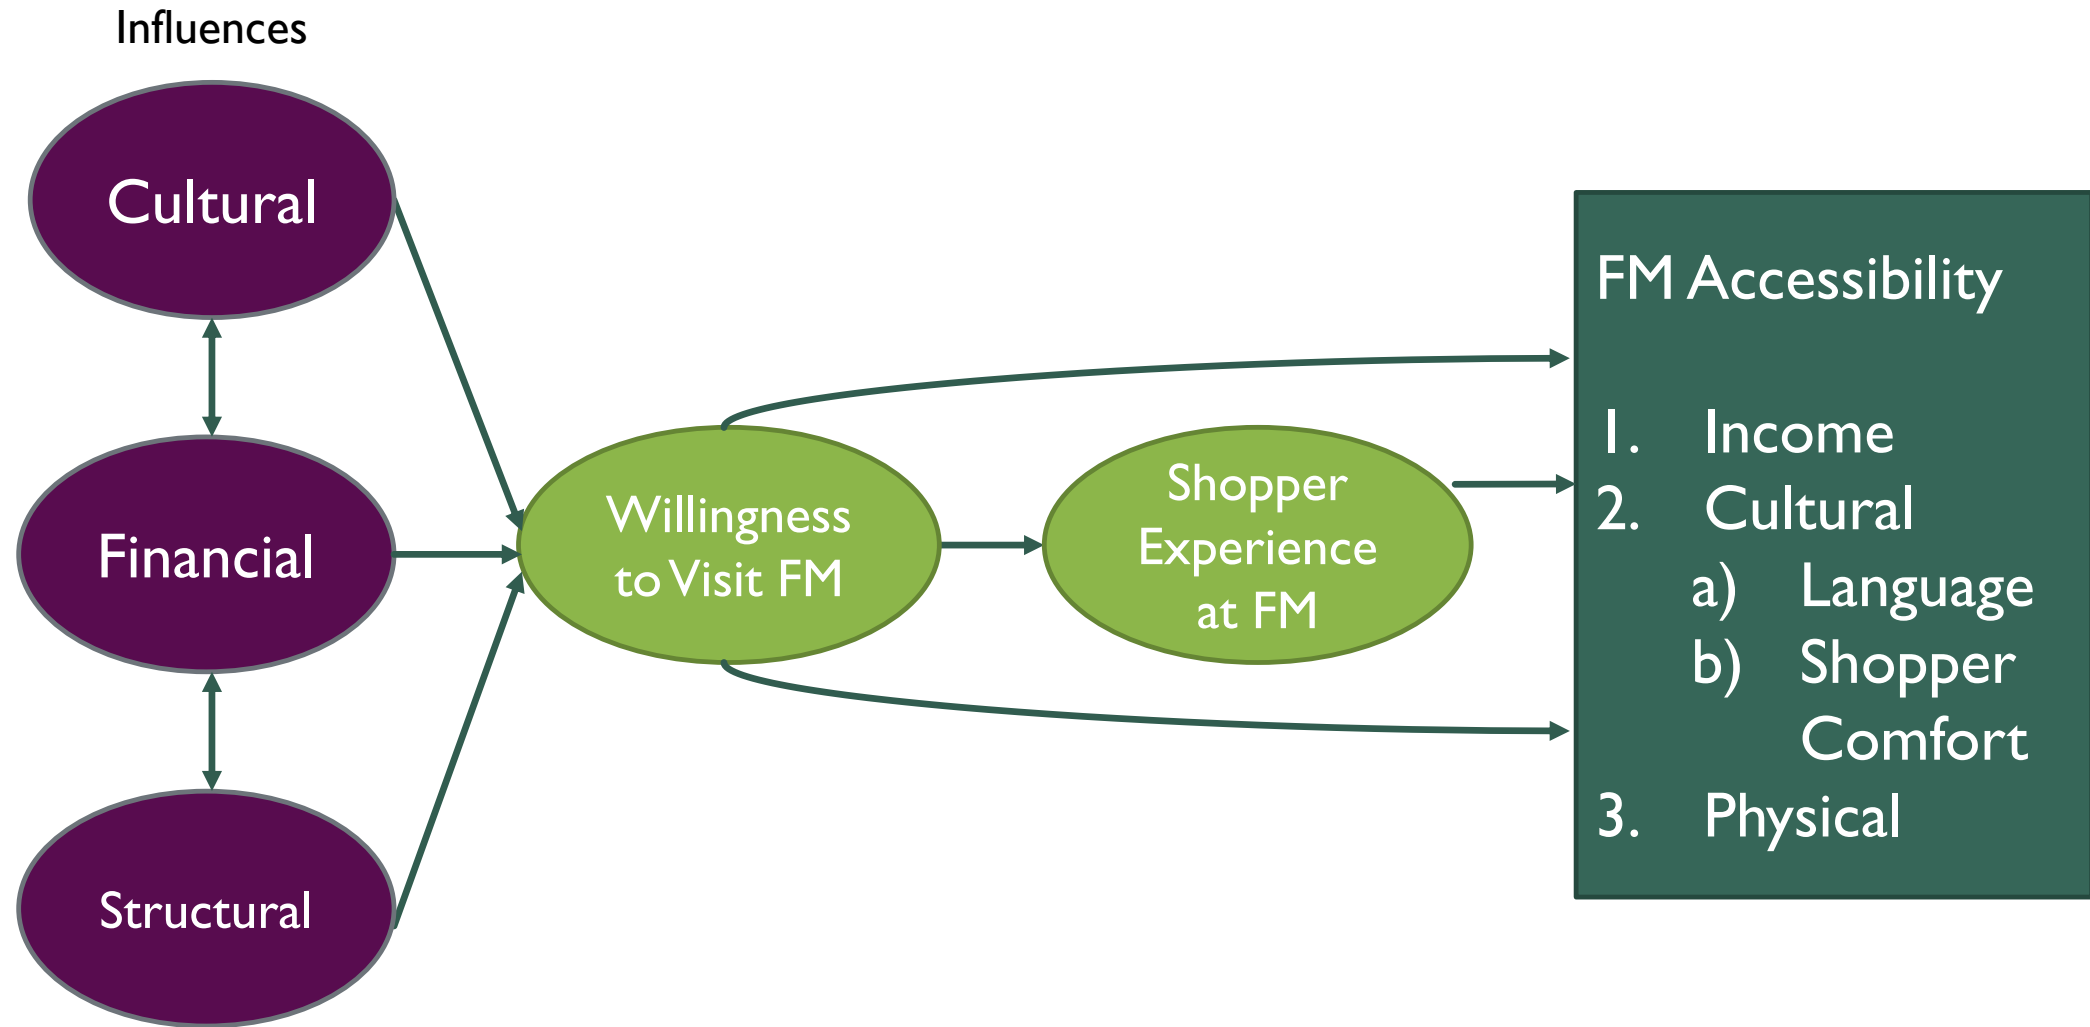 Influences
Cultural
Financial
Structural
Willingness
to Visit FM
Shopper
Experience
at FM
FM Accessibility
1. Income
2. Cultural
a) Language
b) Shopper
Comfort
3. Physical